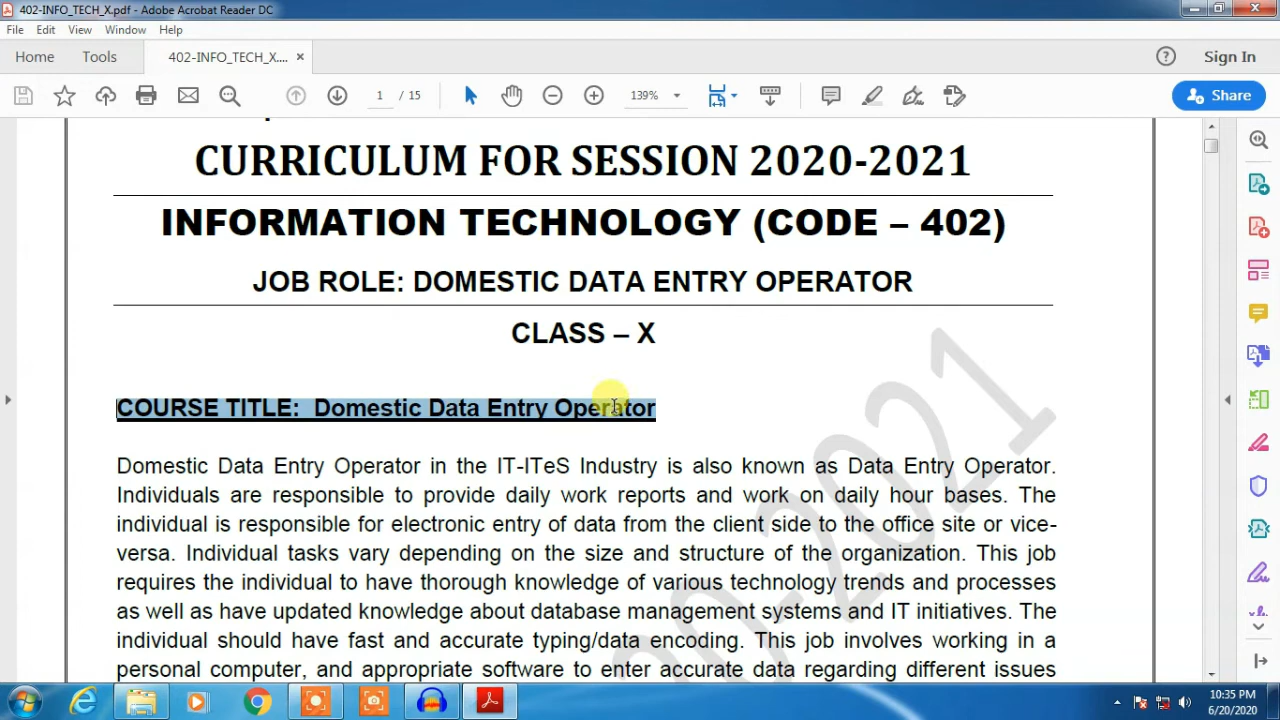 402-INFO_TECH_X.pdf - Adobe Acrobat Reader DC
File Edit View Window Help
Home Tools 402-INFO_TECH_X.... × Sign In
1 / 15 139% Share
CURRICULUM FOR SESSION 2020-2021
INFORMATION TECHNOLOGY (CODE – 402)
JOB ROLE: DOMESTIC DATA ENTRY OPERATOR
CLASS – X
COURSE TITLE: Domestic Data Entry Operator
Domestic Data Entry Operator in the IT-ITeS Industry is also known as Data Entry Operator.
Individuals are responsible to provide daily work reports and work on daily hour bases. The
individual is responsible for electronic entry of data from the client side to the office site or vice-
versa. Individual tasks vary depending on the size and structure of the organization. This job
requires the individual to have thorough knowledge of various technology trends and processes
as well as have updated knowledge about database management systems and IT initiatives. The
individual should have fast and accurate typing/data encoding. This job involves working in a
personal computer, and appropriate software to enter accurate data regarding different issues
20-2021
10:35 PM
6/20/2020